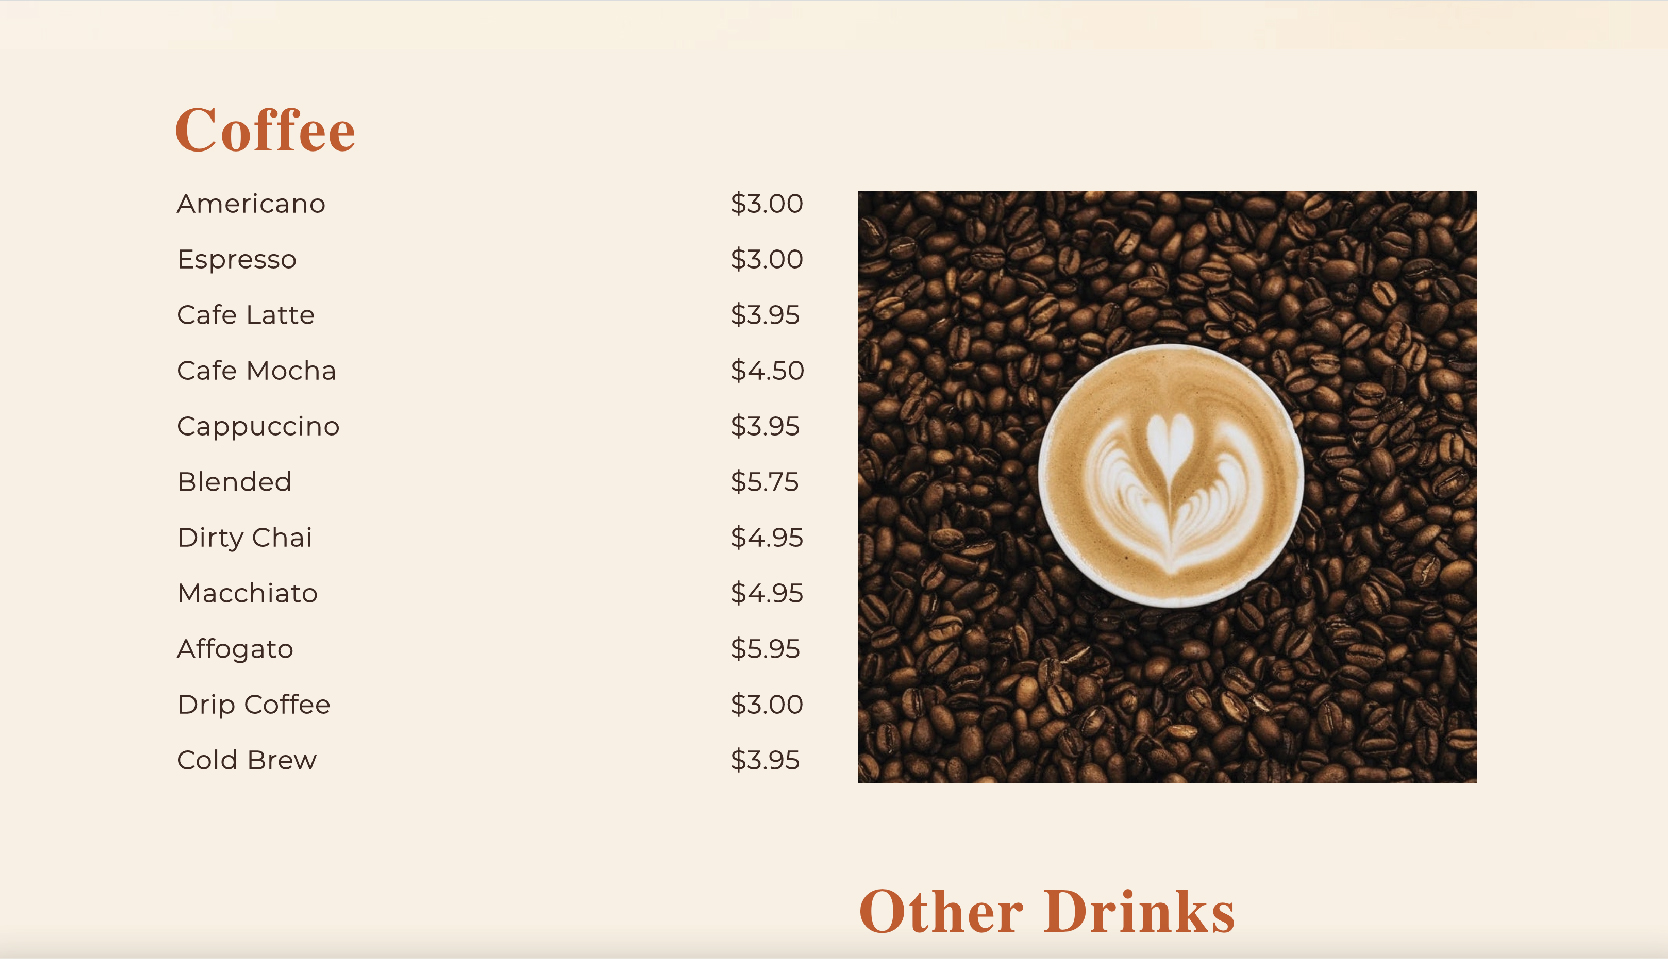 Coffee
Americano $3.00
Espresso $3.00
Cafe Latte $3.95
Cafe Mocha $4.50
Cappuccino $3.95
Blended $5.75
Dirty Chai $4.95
Macchiato $4.95
Affogato $5.95
Drip Coffee $3.00
Cold Brew $3.95
Other Drinks